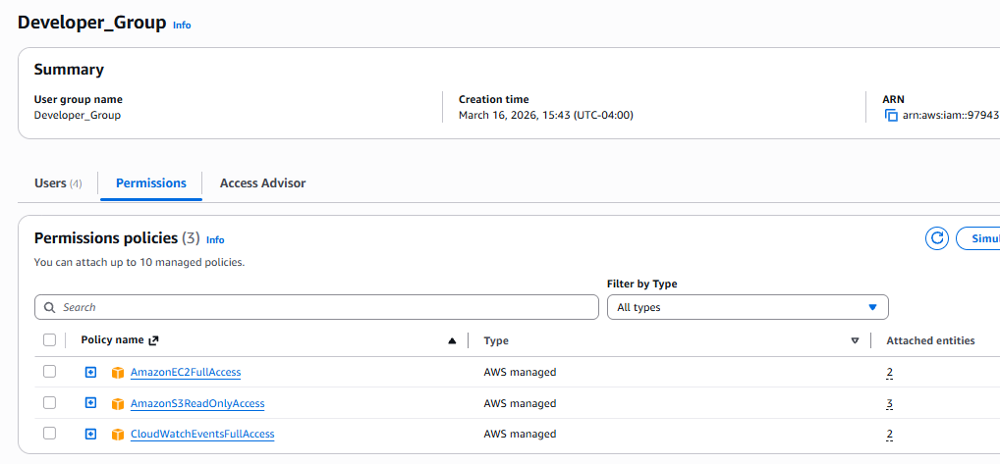 Developer_Group Info
Summary
User group name
Developer_Group
Creation time
March 16, 2026, 15:43 (UTC-04:00)
ARN
arn:aws:iam::97943
Users (4)
Permissions
Access Advisor
Permissions policies (3) Info
Simul
You can attach up to 10 managed policies.
Filter by Type
Search
All types
Policy name
Type
Attached entities
AmazonEC2FullAccess
AWS managed
2
AmazonS3ReadOnlyAccess
AWS managed
3
CloudWatchEventsFullAccess
AWS managed
2